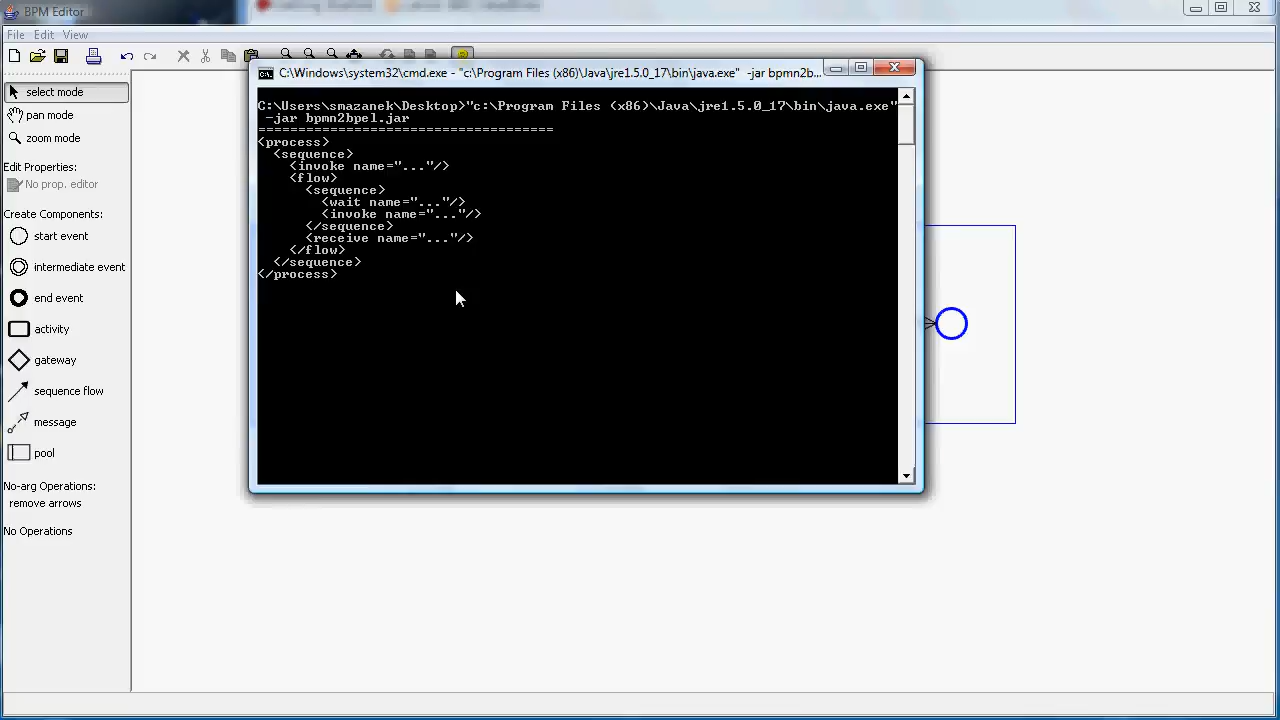 BPM Editor
File Edit View
C:\Windows\system32\cmd.exe - "c:\Program Files (x86)\Java\jre1.5.0_17\bin\java.exe" -jar bpmn2b...
select mode
pan mode
zoom mode
Edit Properties:
No prop. editor
Create Components:
start event
intermediate event
end event
activity
gateway
sequence flow
message
pool
No-arg Operations:
remove arrows
No Operations
C:\Users\smazanek\Desktop>"c:\Program Files (x86)\Java\jre1.5.0_17\bin\java.exe"
-jar bpmn2bpel.jar
=====================================
<process>
<sequence>
<invoke name="..."/>
<flow>
<sequence>
<wait name="..."/>
<invoke name="..."/>
</sequence>
<receive name="..."/>
</flow>
</sequence>
</process>